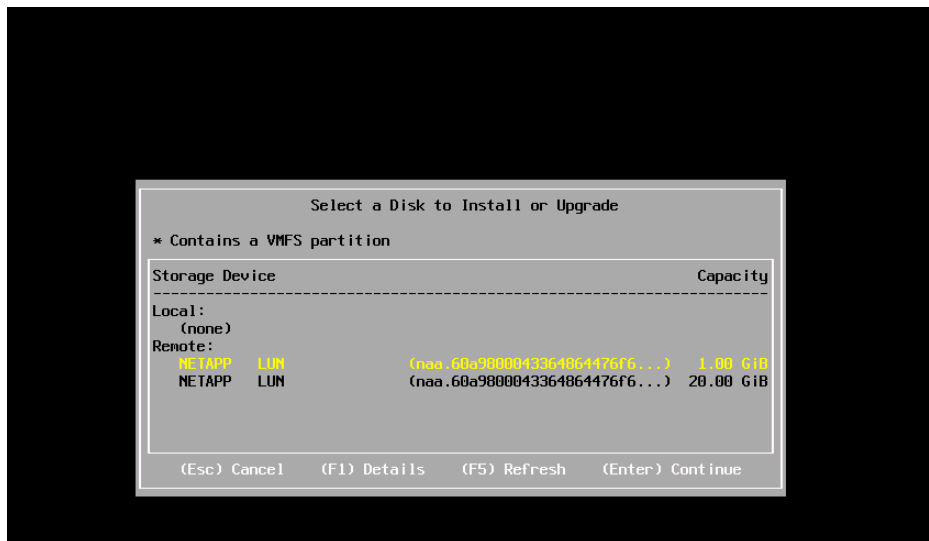 Select a Disk to Install or Upgrade
* Contains a VMFS partition
Storage Device Capacity
Local:
(none)
Remote:
NETAPP LUN (naa.60a9800043364864476f6...) 1.00 GiB
NETAPP LUN (naa.60a9800043364864476f6...) 20.00 GiB
(Esc) Cancel (F1) Details (F5) Refresh (Enter) Continue